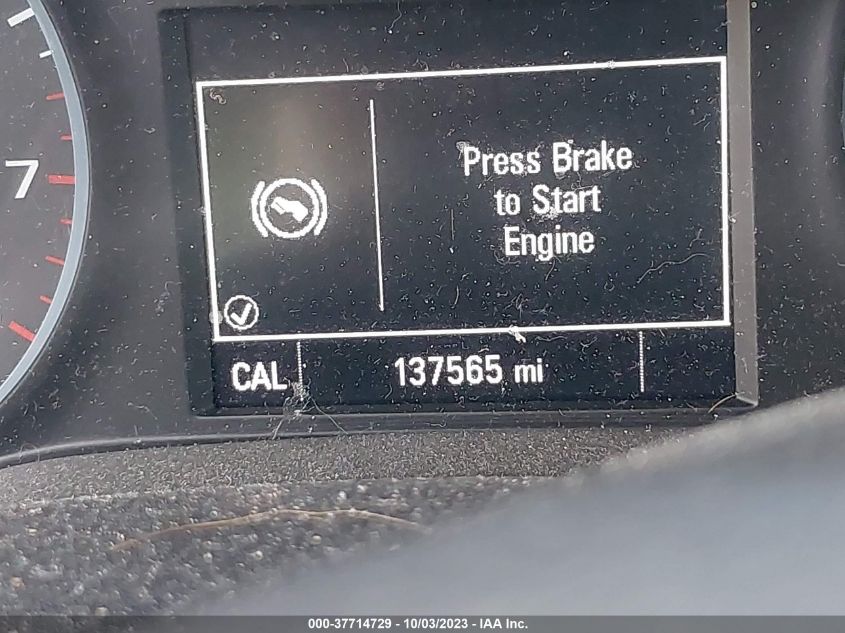 7
Press Brake
to Start
Engine
CAL 137565 mi
000-37714729 - 10/03/2023 - IAA Inc.